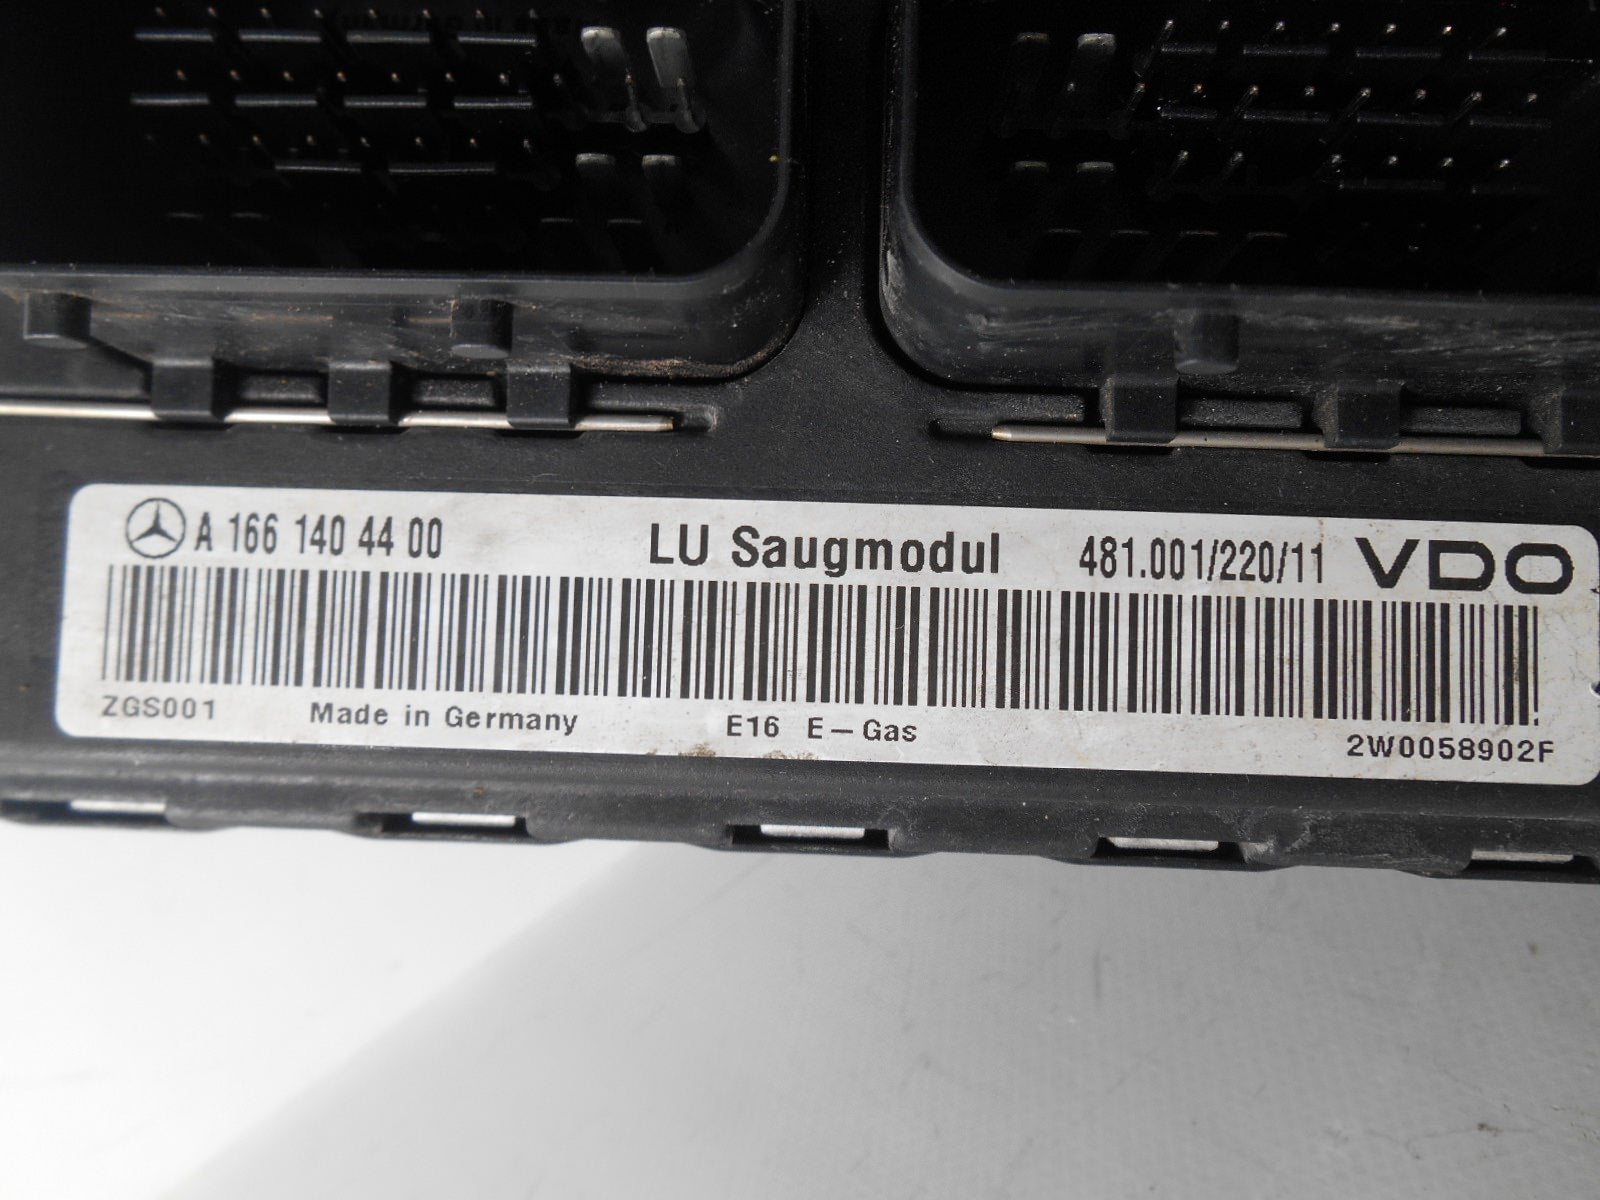 A 166 140 44 00 LU Saugmodul 481.001/220/11 VDO
ZGS001 Made in Germany E16 E-Gas 2W0058902F